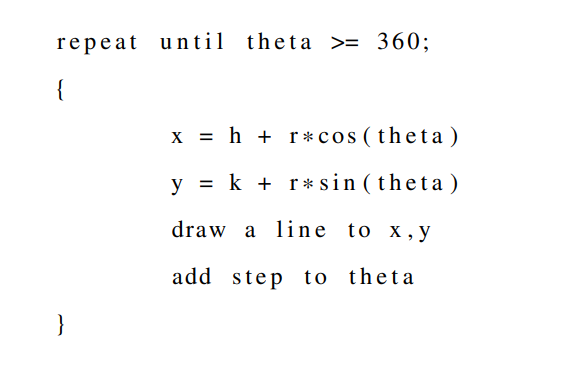 repeat until theta >= 360;
{
x = h + r*cos(theta)
y = k + r*sin(theta)
draw a line to x,y
add step to theta
}